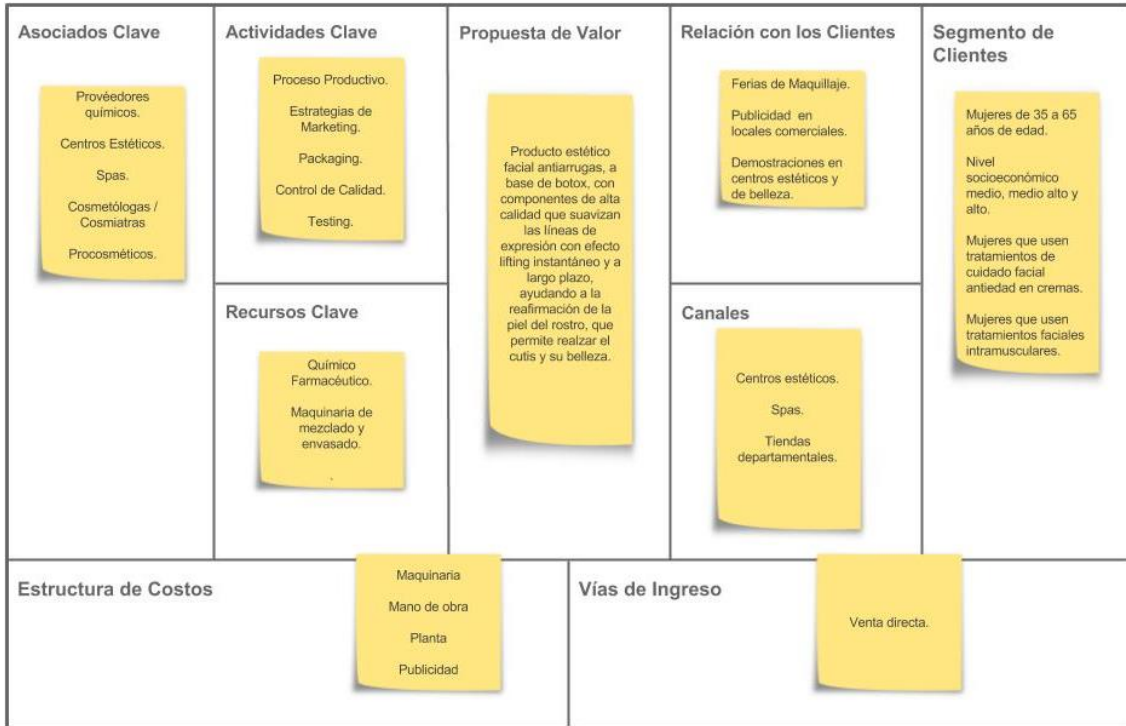 Asociados Clave
Provéedores
químicos.
Centros Estéticos.
Spas.
Cosmetólogas /
Cosmiatras
Procosméticos.
Actividades Clave
Proceso Productivo.
Estrategias de
Marketing.
Packaging.
Control de Calidad.
Testing.
Recursos Clave
Químico
Farmacéutico.
Maquinaria de
mezclado y
envasado.
.
Propuesta de Valor
Producto estético
facial antiarrugas, a
base de botox, con
componentes de alta
calidad que suavizan
las líneas de
expresión con efecto
lifting instantáneo y a
largo plazo,
ayudando a la
reafirmación de la
piel del rostro, que
permite realzar el
cutis y su belleza.
Relación con los Clientes
Ferias de Maquillaje.
Publicidad en
locales comerciales.
Demostraciones en
centros estéticos y
de belleza.
Canales
Centros estéticos.
Spas.
Tiendas
departamentales.
Segmento de
Clientes
Mujeres de 35 a 65
años de edad.
Nivel
socioeconómico
medio, medio alto y
alto.
Mujeres que usen
tratamientos de
cuidado facial
antiedad en cremas.
Mujeres que usen
tratamientos faciales
intramusculares.
Estructura de Costos
Maquinaria
Mano de obra
Planta
Publicidad
Vías de Ingreso
Venta directa.